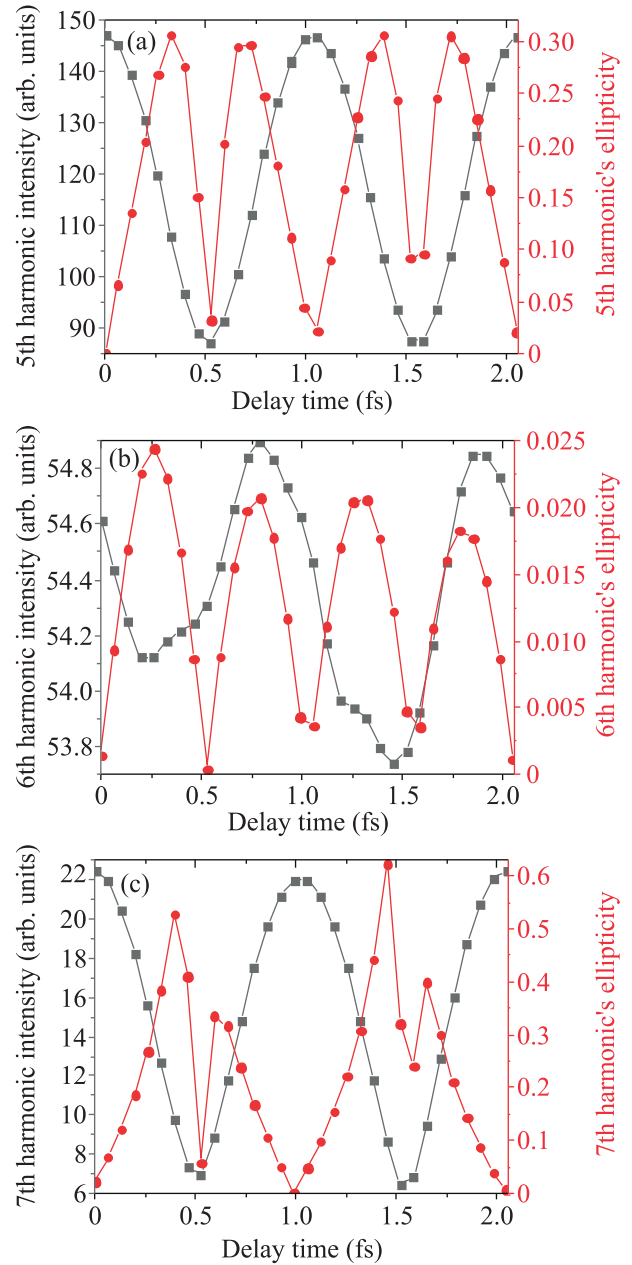 (a)
5th harmonic intensity (arb. units)
150
140
130
120
110
100
90
5th harmonic's ellipticity
0.30
0.25
0.20
0.15
0.10
0.05
0
0 0.5 1.0 1.5 2.0
Delay time (fs)
(b)
6th harmonic intensity (arb. units)
54.8
54.6
54.4
54.2
54.0
53.8
6th harmonic's ellipticity
0.025
0.020
0.015
0.010
0.005
0
0 0.5 1.0 1.5 2.0
Delay time (fs)
(c)
7th harmonic intensity (arb. units)
22
20
18
16
14
12
10
8
6
7th harmonic's ellipticity
0.6
0.5
0.4
0.3
0.2
0.1
0
0 0.5 1.0 1.5 2.0
Delay time (fs)